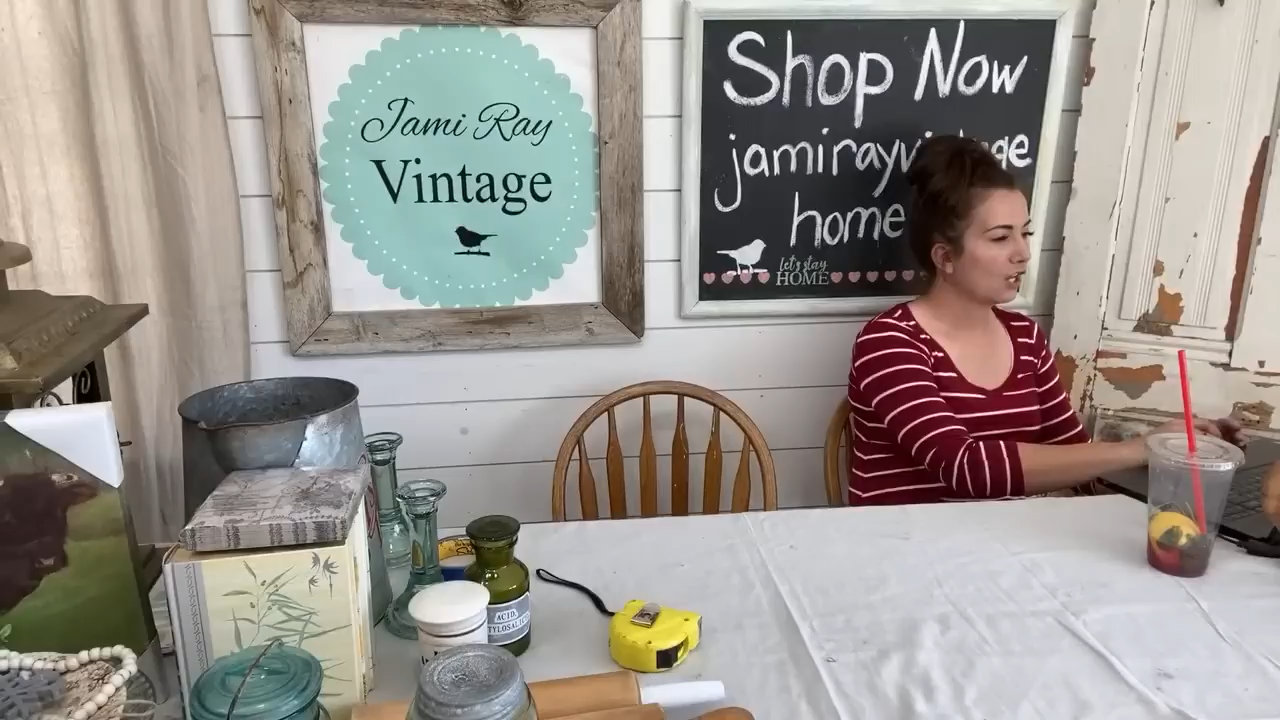 Jami Ray
Vintage
Shop Now
home
let's stay
HOME
ACID.